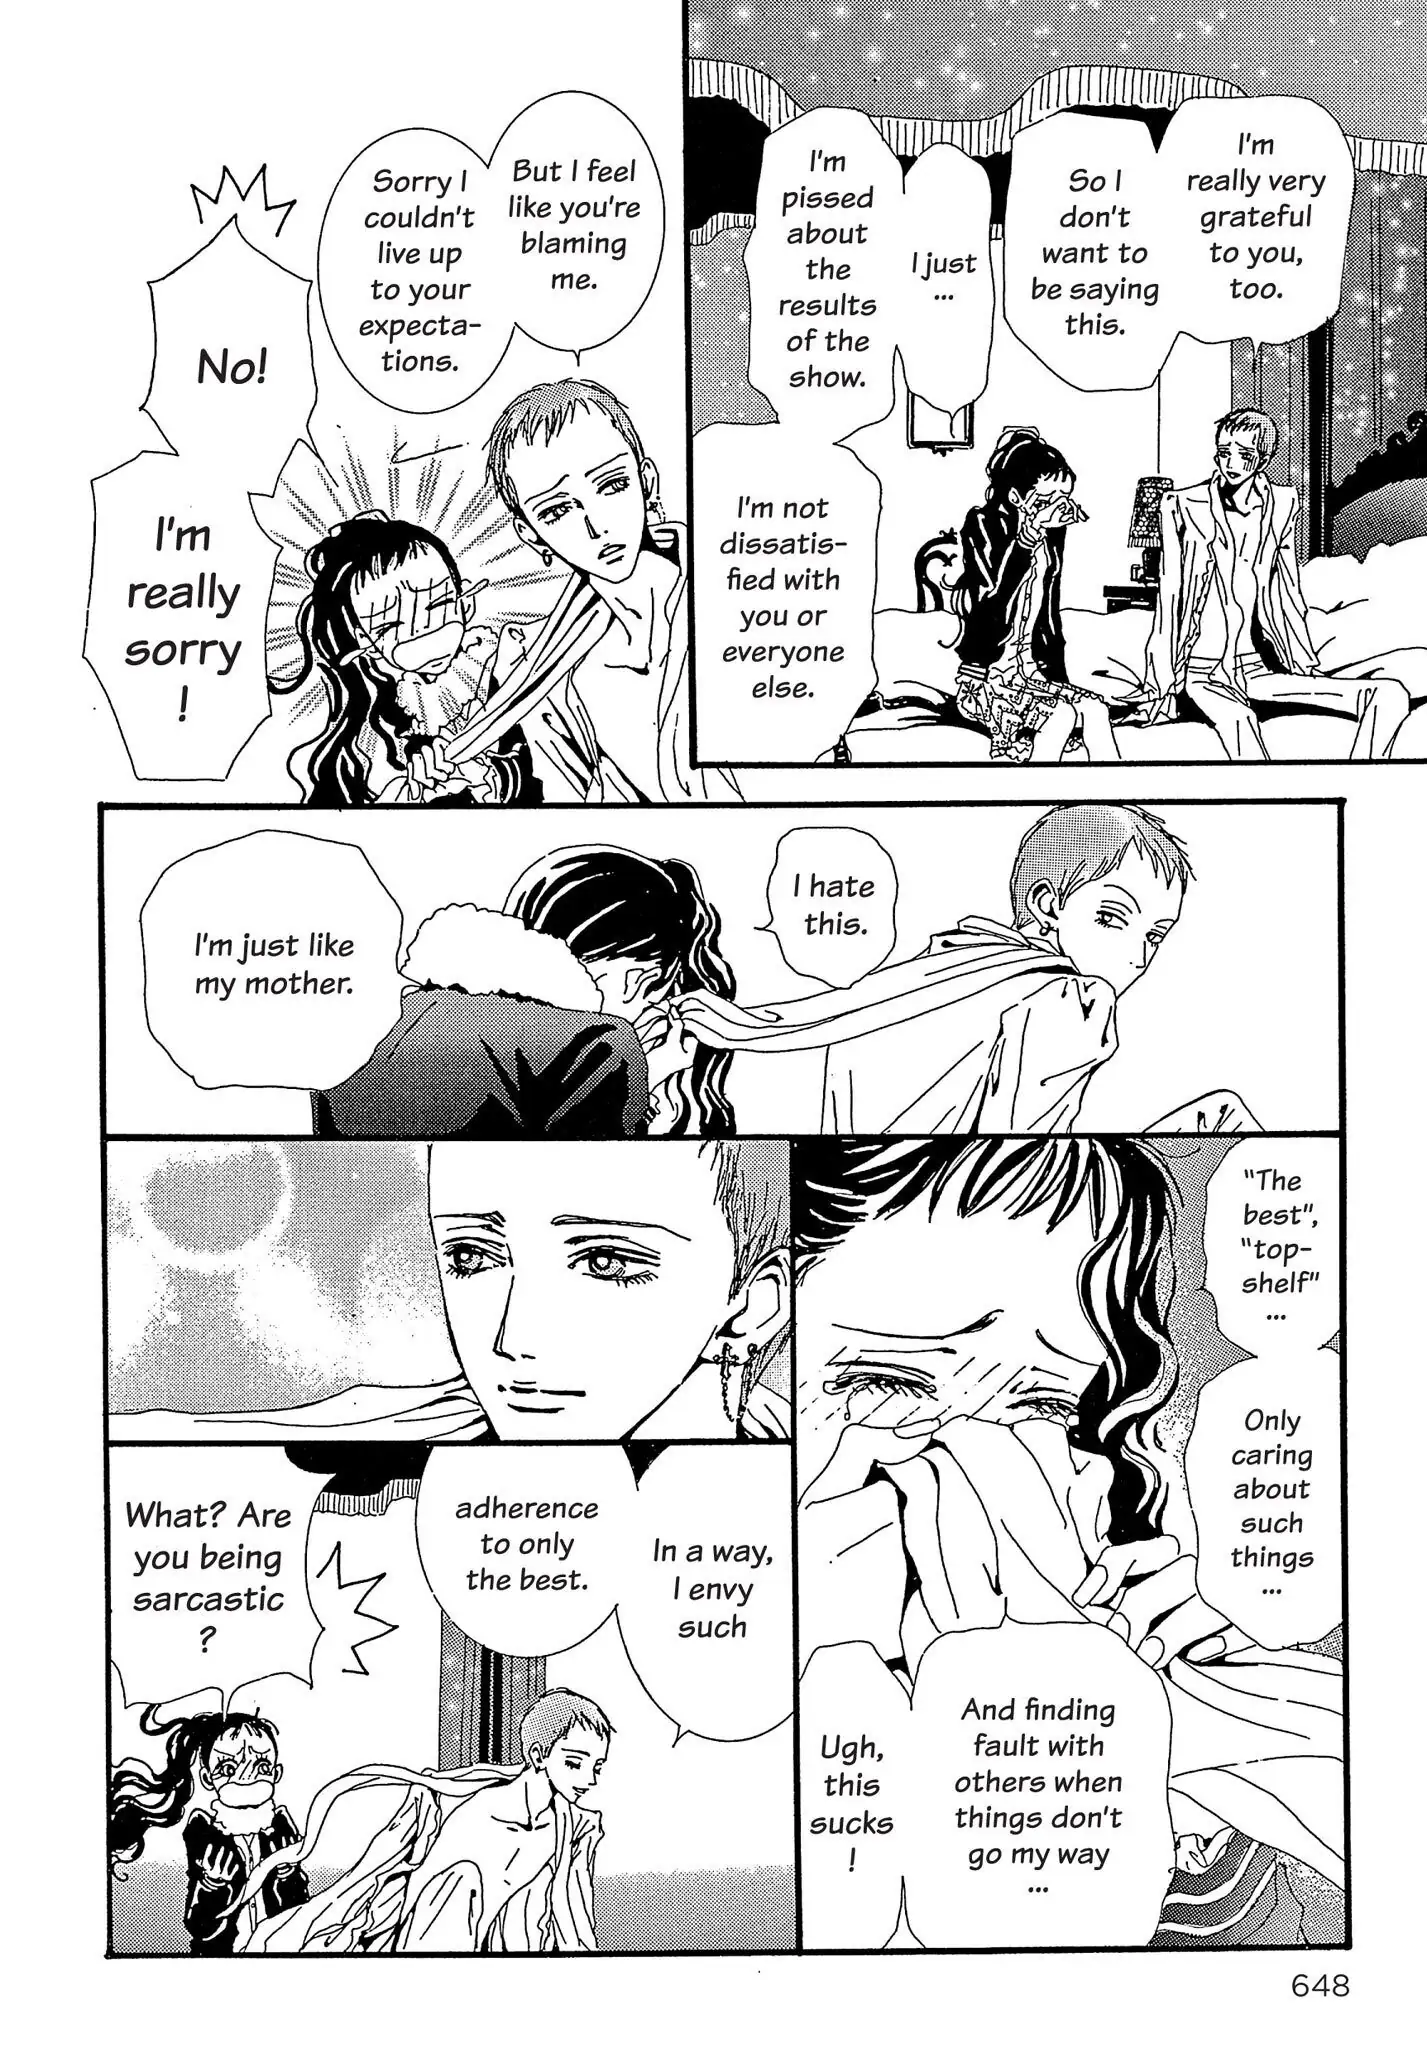 I'm
really very
grateful
to you,
too.
So I
don't
want to
be saying
this.
I just
...
I'm
pissed
about
the
results
of the
show.
I'm not
dissatis-
fied with
you or
everyone
else.
But I feel
like you're
blaming
me.
Sorry I
couldn't
live up
to your
expecta-
tions.
No!
I'm
really
sorry
!
I hate
this.
I'm just like
my mother.
"The
best",
"top-
shelf"
...
Only
caring
about
such
things
...
And finding
fault with
others when
things don't
go my way
...
Ugh,
this
sucks
!
In a way,
I envy
such
adherence
to only
the best.
What? Are
you being
sarcastic
?
648